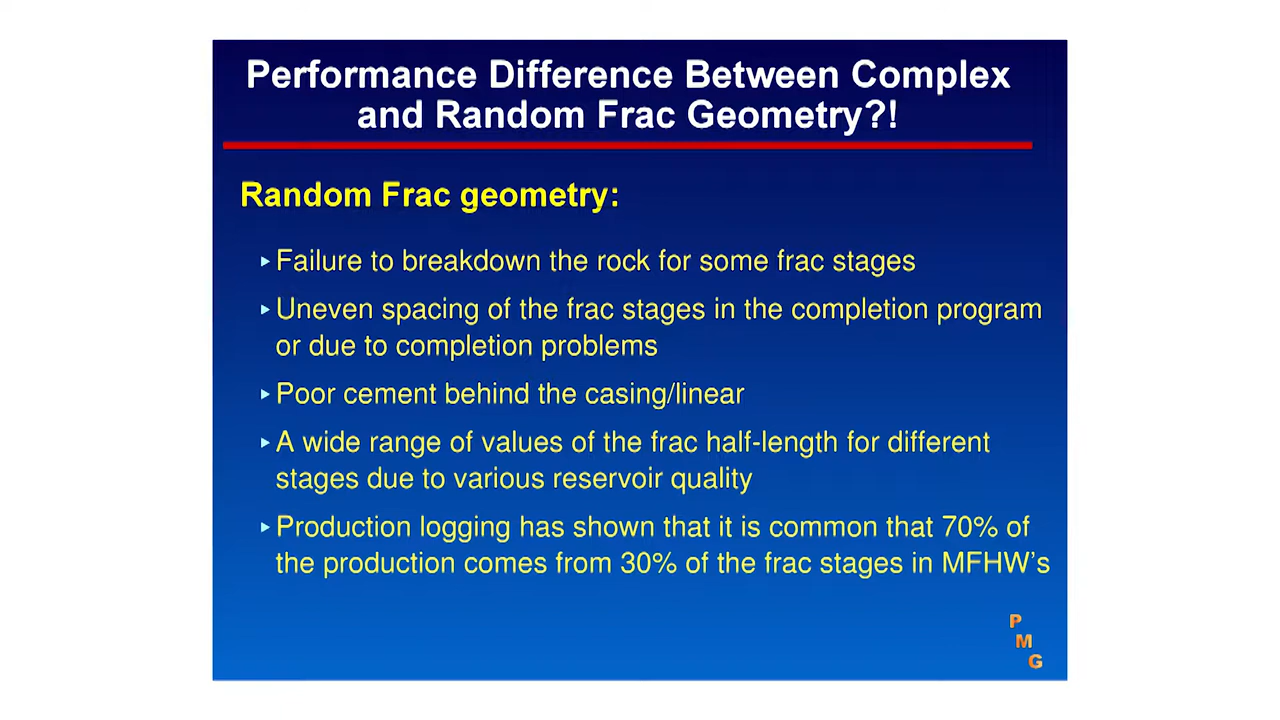 Performance Difference Between Complex
and Random Frac Geometry?!
Random Frac geometry:
▸Failure to breakdown the rock for some frac stages
▸Uneven spacing of the frac stages in the completion program
or due to completion problems
▸Poor cement behind the casing/linear
▸A wide range of values of the frac half-length for different
stages due to various reservoir quality
▸Production logging has shown that it is common that 70% of
the production comes from 30% of the frac stages in MFHW's
P
M
G